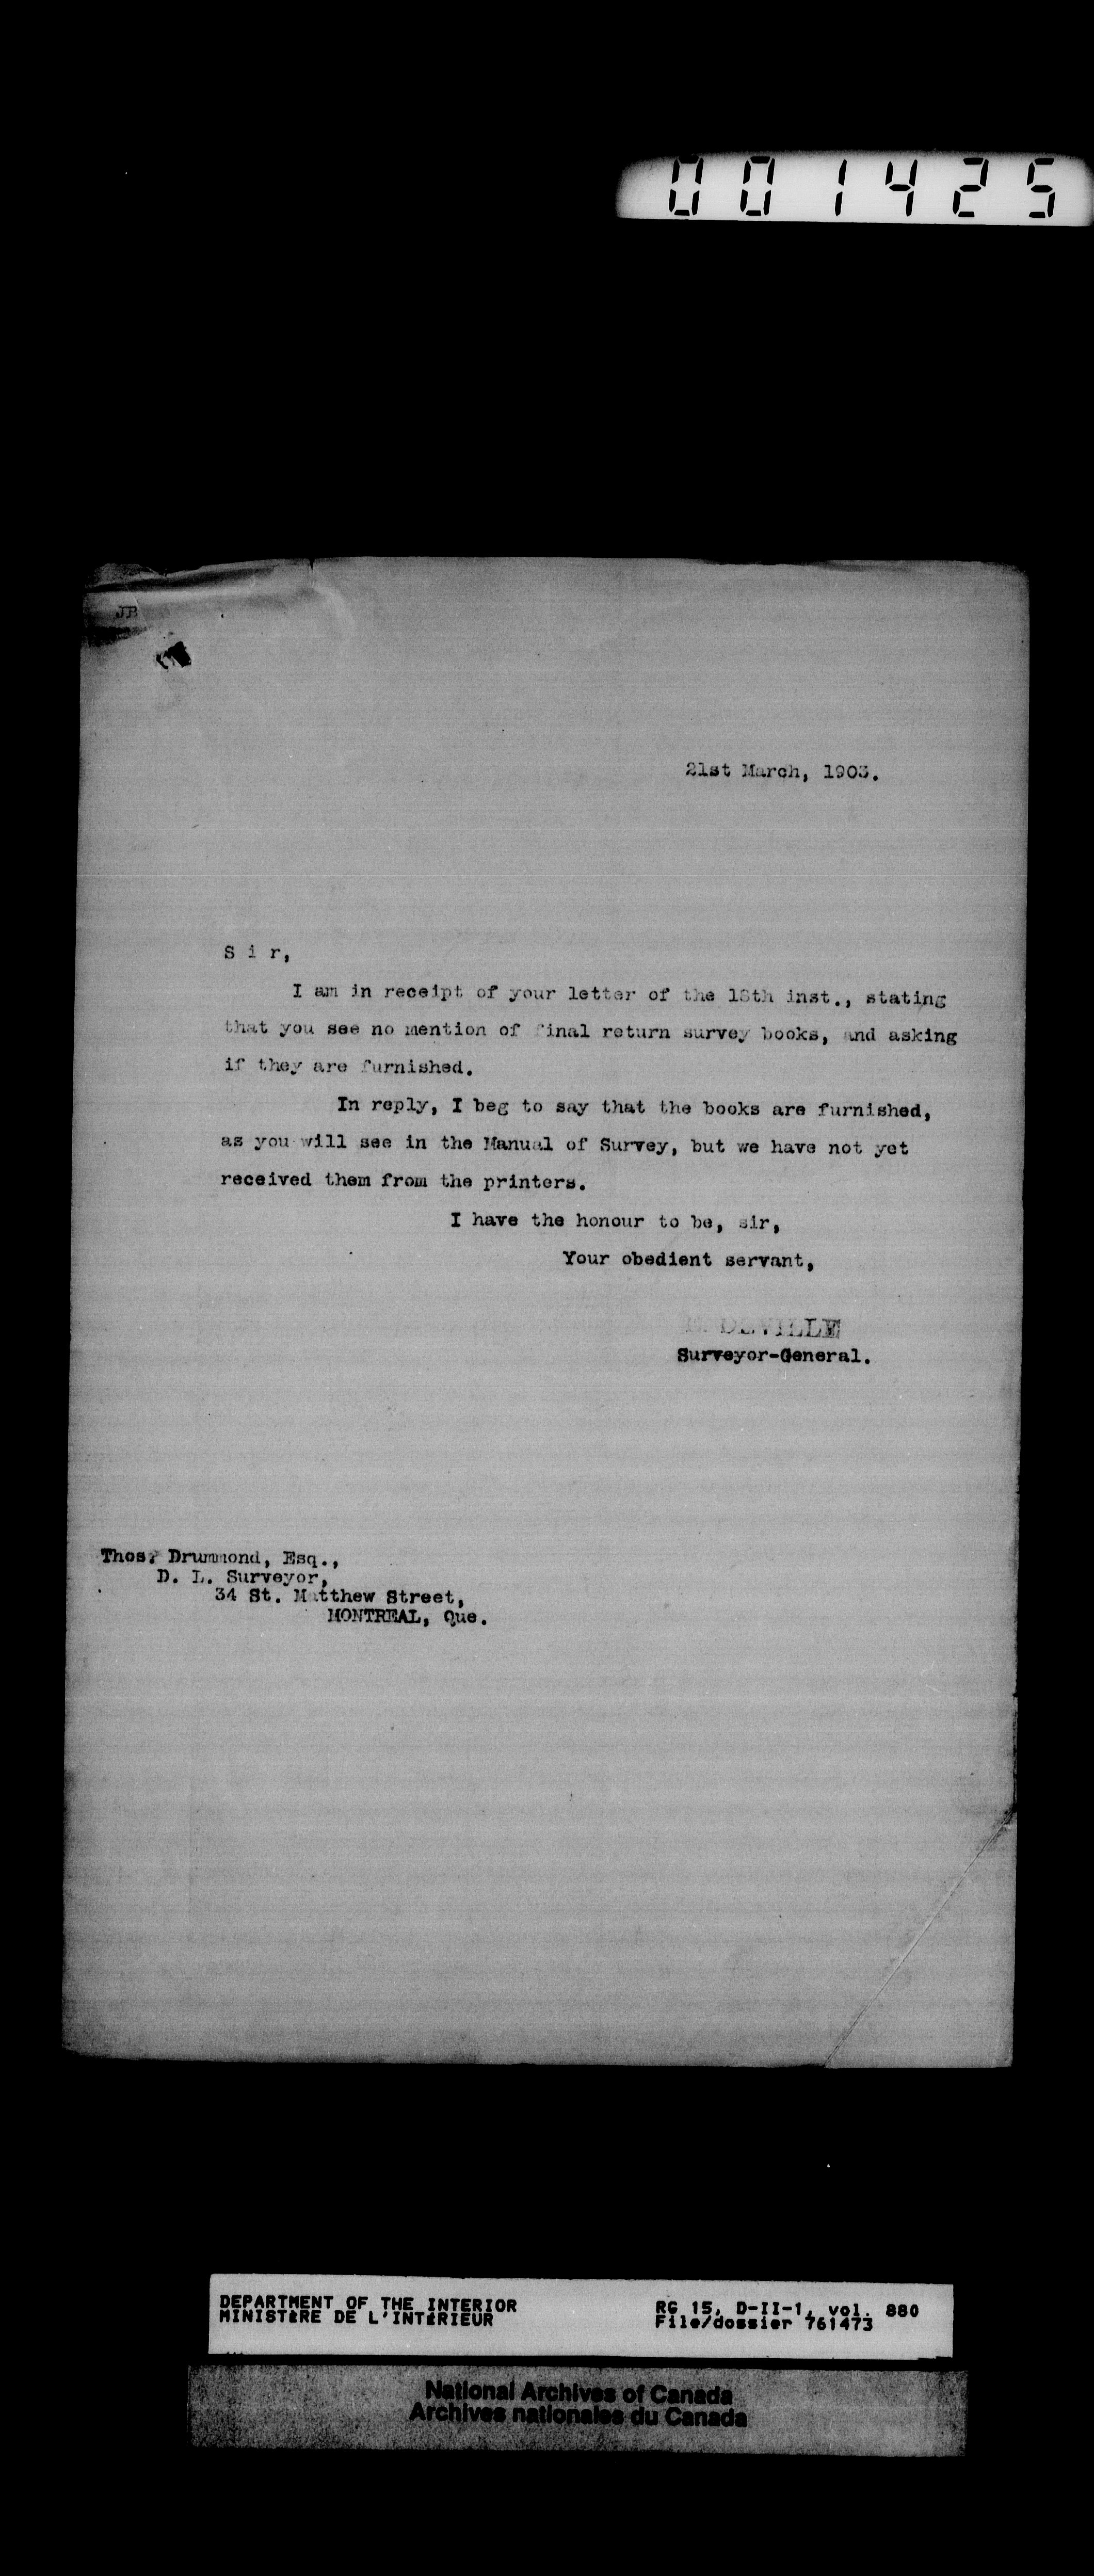 001425
JB
21st March, 1903.
S i r,
I am in receipt of your letter of the 18th inst., stating
that you see no mention of final return survey books, and asking
if they are furnished.
In reply, I beg to say that the books are furnished,
as you will see in the Manual of Survey, but we have not yet
received them from the printers.
I have the honour to be, sir,
Your obedient servant,
E. DEVILLE
Surveyor-General.
Thos. Drummond, Esq.,
D. L. Surveyor,
34 St. Matthew Street,
MONTREAL, Que.
DEPARTMENT OF THE INTERIOR RG 15, D-II-1, vol. 880
MINISTÈRE DE L'INTÉRIEUR File/dossier 761473
National Archives of Canada
Archives nationales du Canada